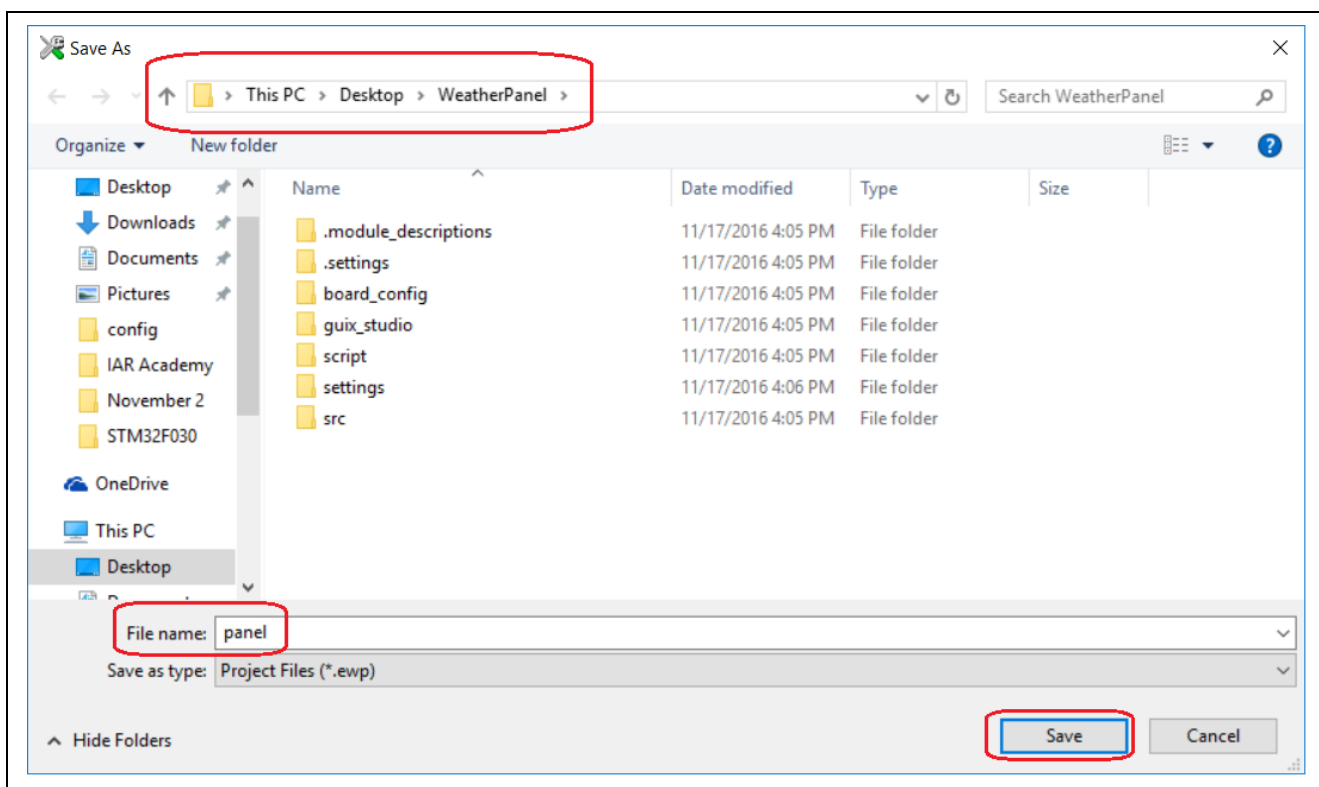 Save As
This PC > Desktop > WeatherPanel >
Search WeatherPanel
Organize
New folder
?
Desktop
Downloads
Documents
Pictures
config
IAR Academy
November 2
STM32F030
OneDrive
This PC
Desktop
Name Date modified Type Size
.module_descriptions 11/17/2016 4:05 PM File folder
.settings 11/17/2016 4:05 PM File folder
board_config 11/17/2016 4:05 PM File folder
guix_studio 11/17/2016 4:05 PM File folder
script 11/17/2016 4:05 PM File folder
settings 11/17/2016 4:06 PM File folder
src 11/17/2016 4:05 PM File folder
File name: panel
Save as type: Project Files (*.ewp)
Hide Folders
Save
Cancel